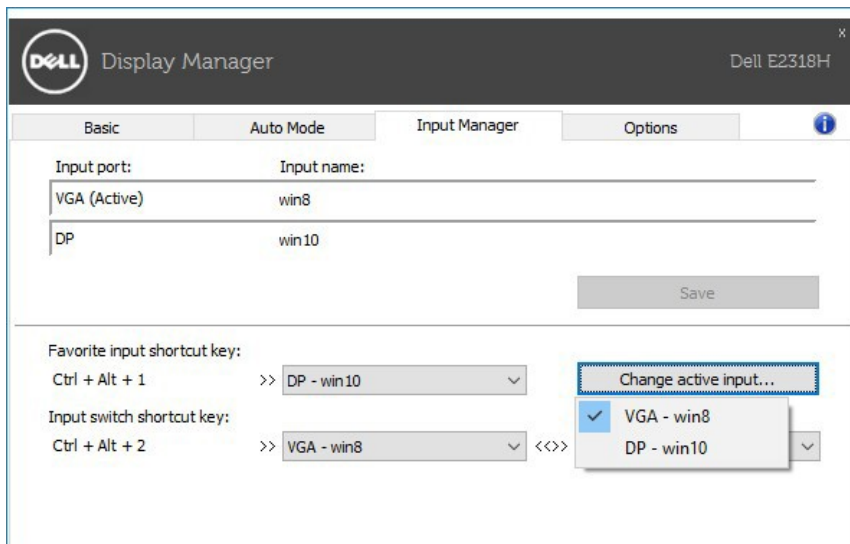 DELL Display Manager
x
Dell E2318H
Basic Auto Mode Input Manager Options i
Input port: Input name:
VGA (Active) win8
DP win10
Save
Favorite input shortcut key:
Ctrl + Alt + 1 >> DP - win10 Change active input...
Input switch shortcut key:
VGA - win8
Ctrl + Alt + 2 >> VGA - win8 <<>> DP - win10